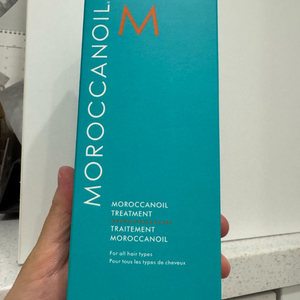 MOROCCANOIL
M
MOROCCANOIL
TREATMENT
TRAITEMENT
MOROCCANOIL
For all hair types
Pour tous les types de cheveux